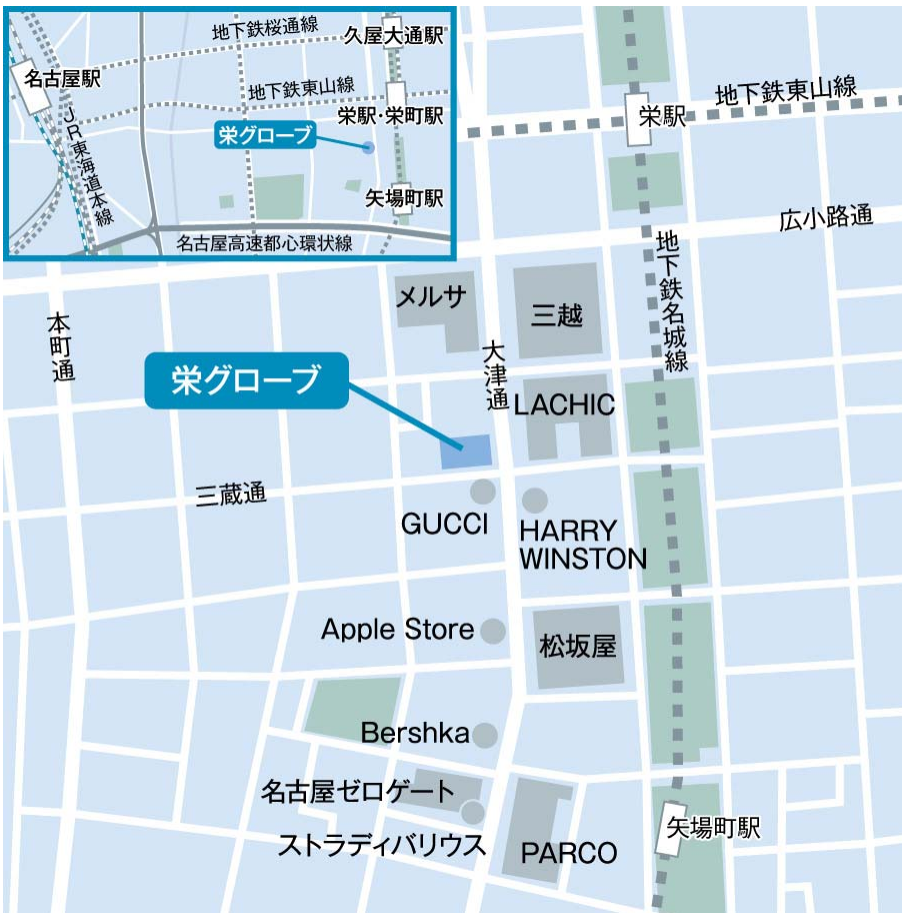 地下鉄桜通線
久屋大通駅
名古屋駅
地下鉄東山線
栄駅・栄町駅
栄グローブ
JR東海道本線
矢場町駅
名古屋高速都心環状線
栄駅
地下鉄東山線
広小路通
地下鉄名城線
本町通
メルサ
三越
大津通
栄グローブ
LACHIC
三蔵通
GUCCI
HARRY
WINSTON
Apple Store
松坂屋
Bershka
名古屋ゼロゲート
ストラディバリウス
PARCO
矢場町駅